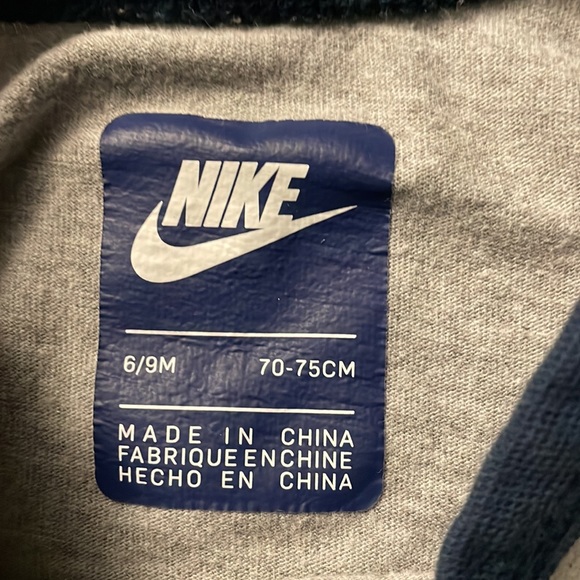 NIKE
6/9M 70-75CM
MADE IN CHINA
FABRIQUE EN CHINE
HECHO EN CHINA